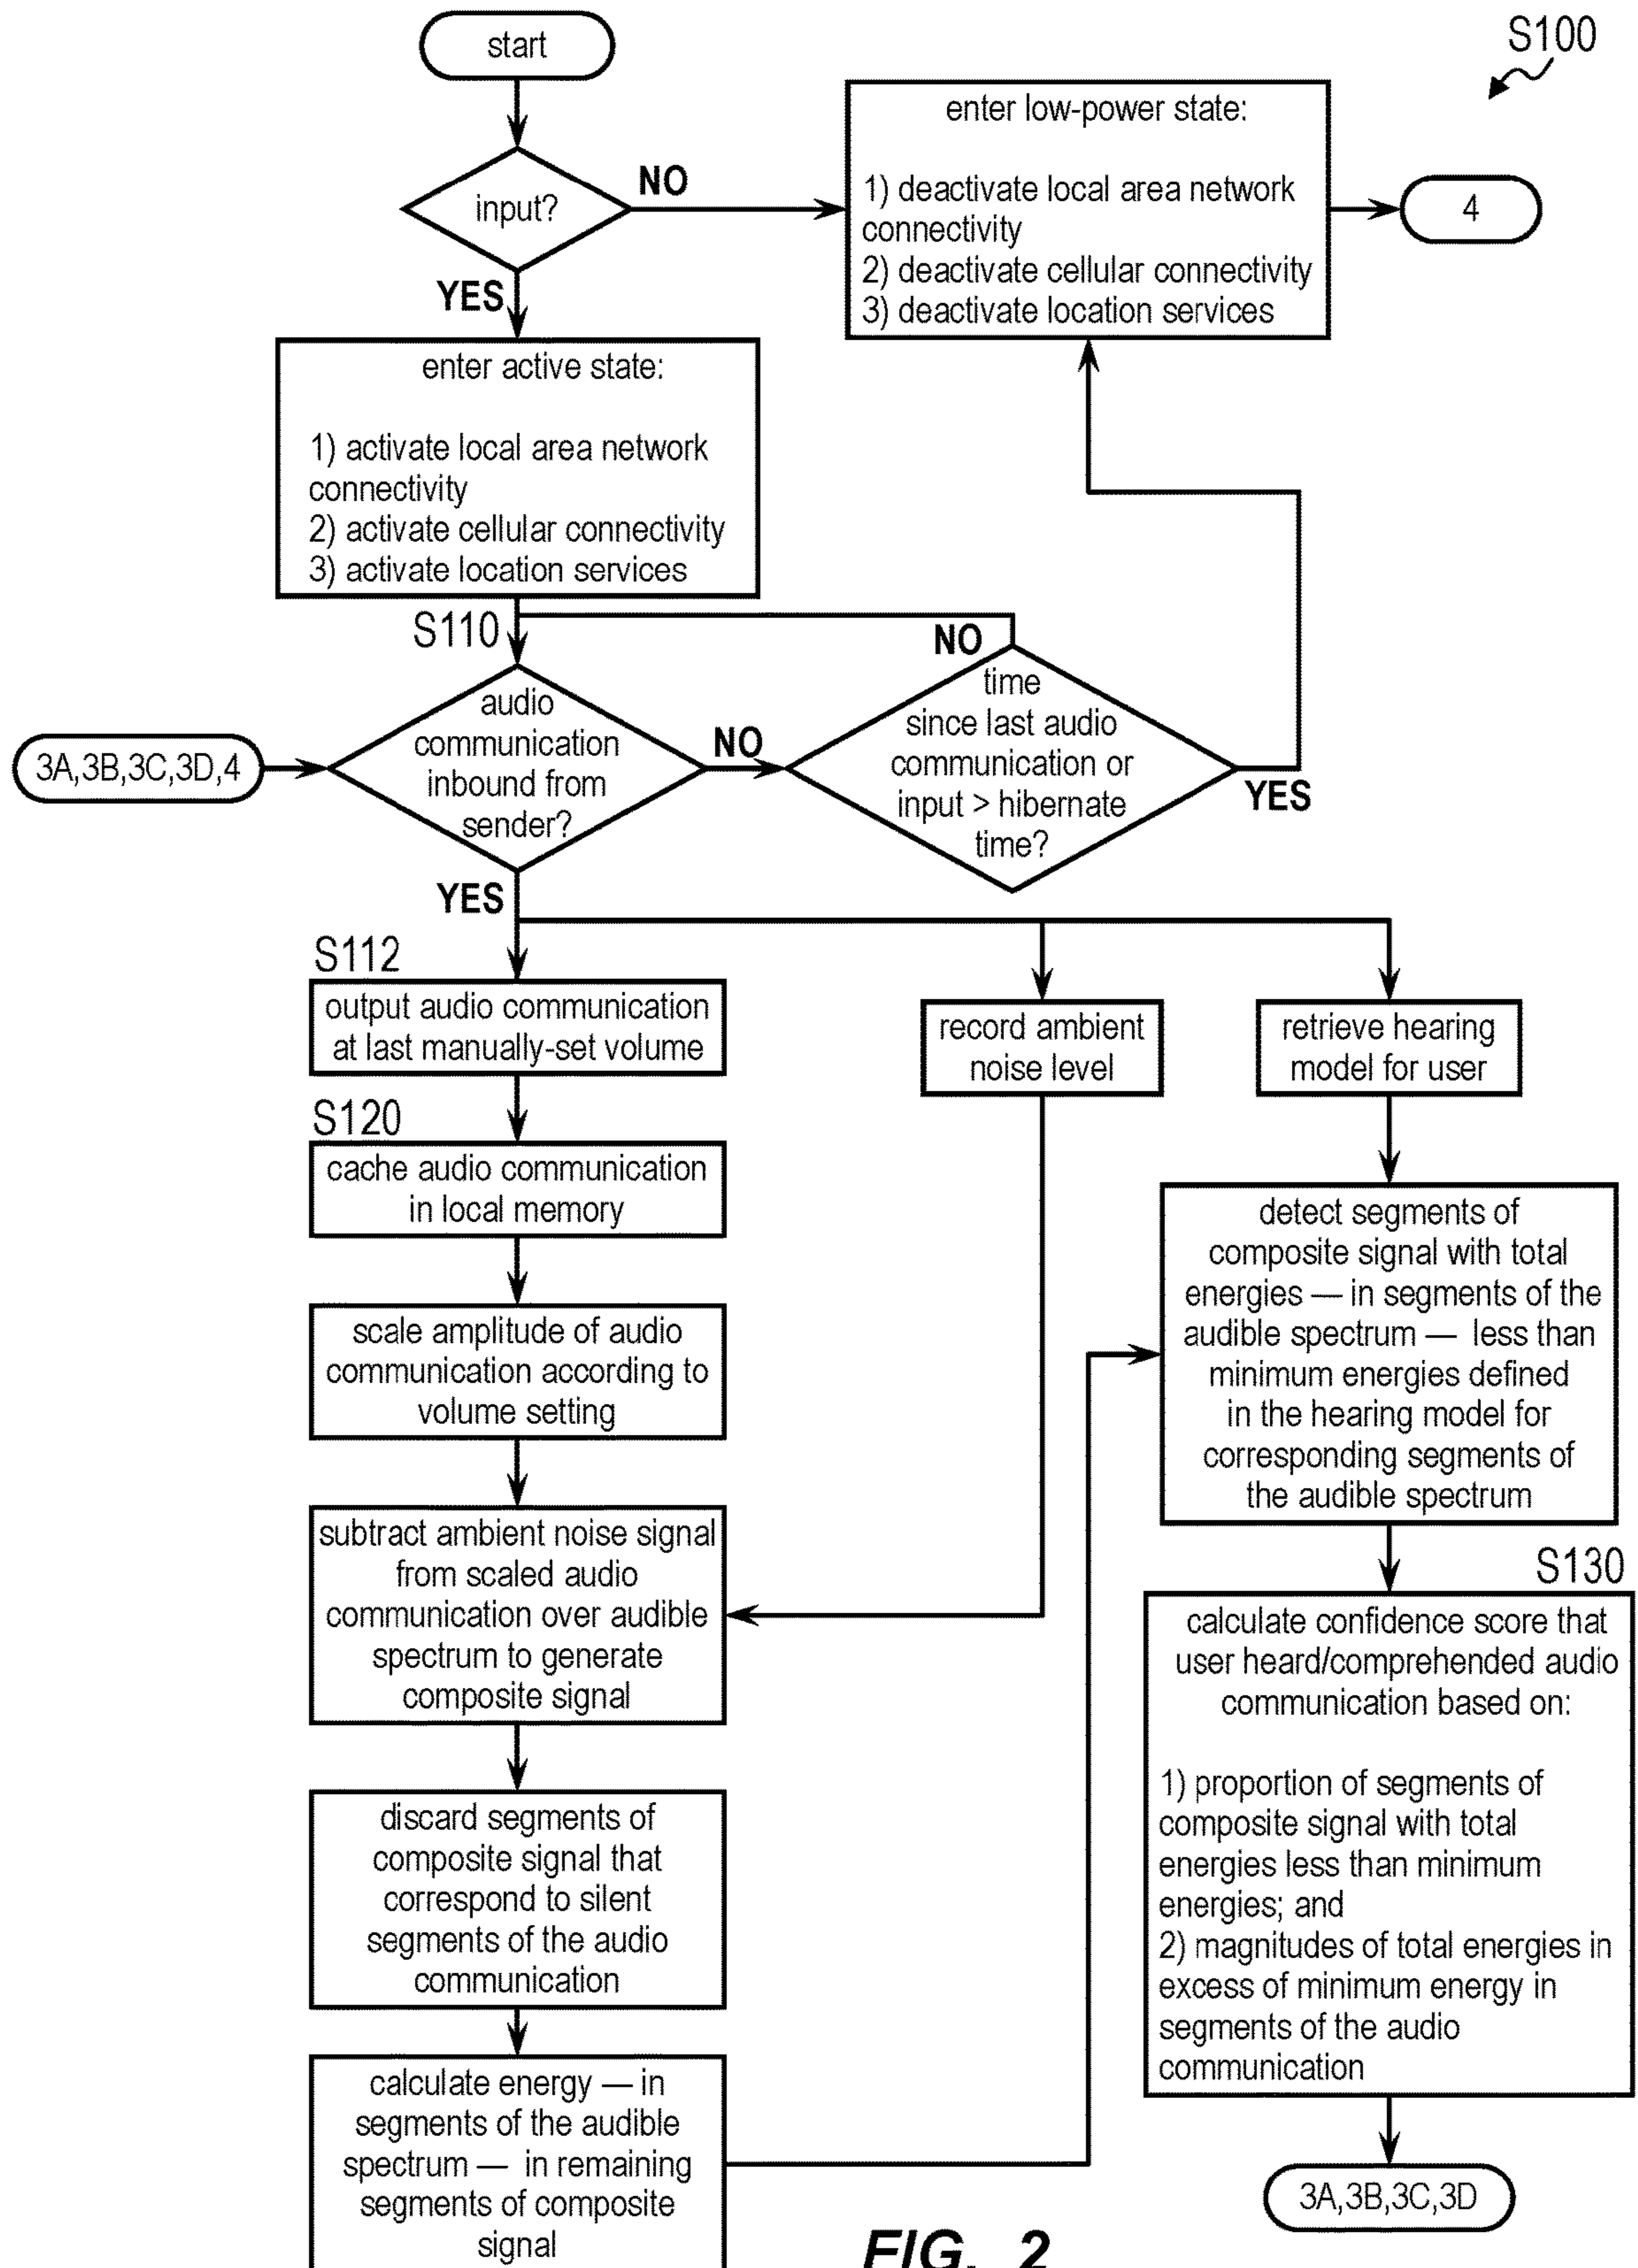 start
S100
input?
NO
YES
enter low-power state:
1) deactivate local area network
connectivity
2) deactivate cellular connectivity
3) deactivate location services
4
enter active state:
1) activate local area network
connectivity
2) activate cellular connectivity
3) activate location services
S110
3A,3B,3C,3D,4
audio
communication
inbound from
sender?
NO
NO
time
since last audio
communication or
input > hibernate
time?
YES
YES
S112
output audio communication
at last manually-set volume
record ambient
noise level
retrieve hearing
model for user
S120
cache audio communication
in local memory
scale amplitude of audio
communication according to
volume setting
subtract ambient noise signal
from scaled audio
communication over audible
spectrum to generate
composite signal
discard segments of
composite signal that
correspond to silent
segments of the audio
communication
calculate energy — in
segments of the audible
spectrum — in remaining
segments of composite
signal
detect segments of
composite signal with total
energies — in segments of the
audible spectrum — less than
minimum energies defined
in the hearing model for
corresponding segments of
the audible spectrum
S130
calculate confidence score that
user heard/comprehended audio
communication based on:
1) proportion of segments of
composite signal with total
energies less than minimum
energies; and
2) magnitudes of total energies in
excess of minimum energy in
segments of the audio
communication
3A,3B,3C,3D
FIG. 2